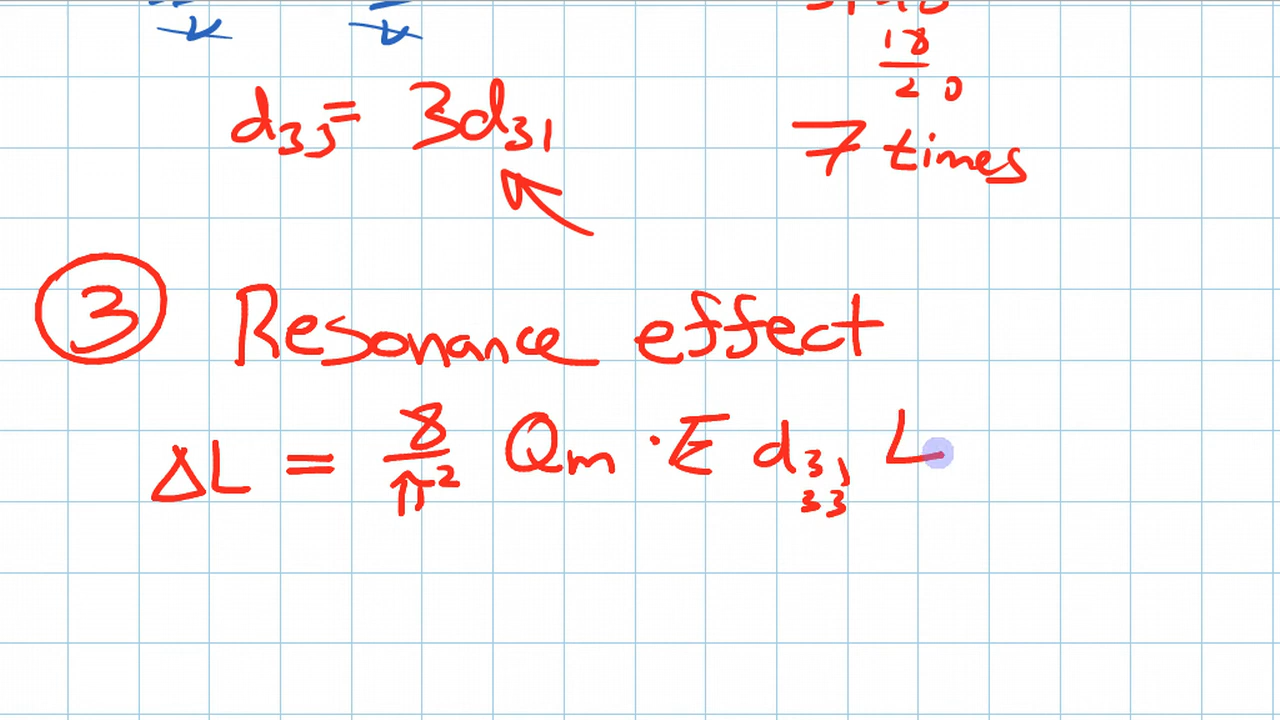 18
20
d33 = 3d31
7 times
3 Resonance effect
ΔL = 8/π² Qm · E d31 L
33